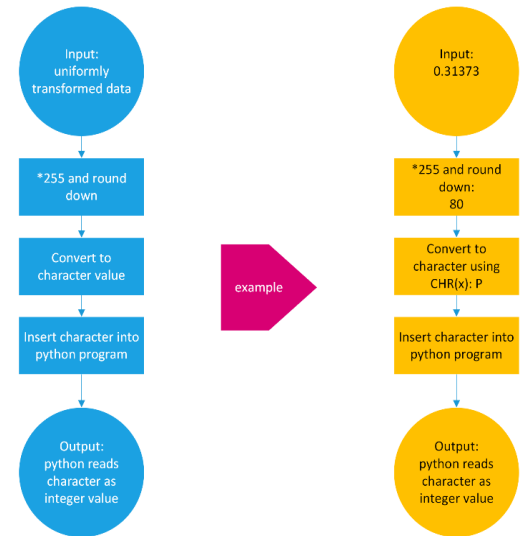 Input:
uniformly
transformed data
*255 and round
down
Convert to
character value
Insert character into
python program
Output:
python reads
character as
integer value
example
Input:
0.31373
*255 and round
down:
80
Convert to
character using
CHR(x): P
Insert character into
python program
Output:
python reads
character as
integer value